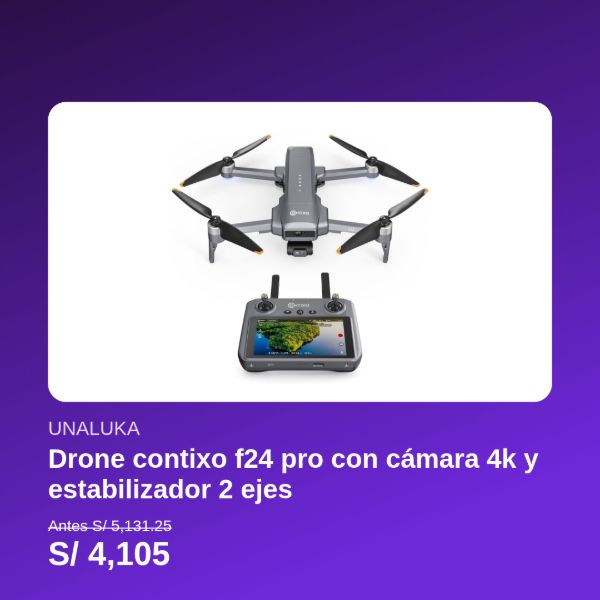 UNALUKA
Drone contixo f24 pro con cámara 4k y
estabilizador 2 ejes
Antes S/ 5,131.25
S/ 4,105